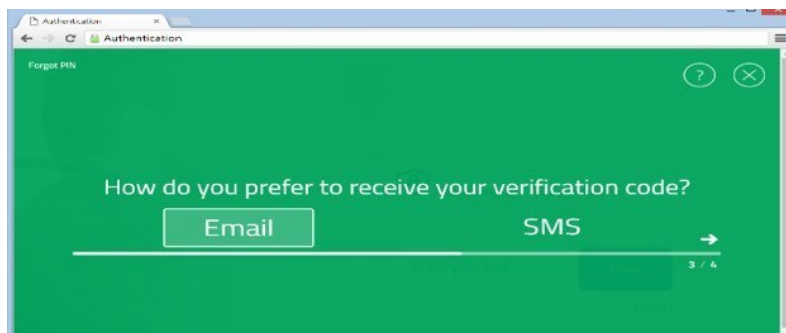 Authentication
Authentication
Forgot PIN
?
How do you prefer to receive your verification code?
Email
SMS
3 / 4